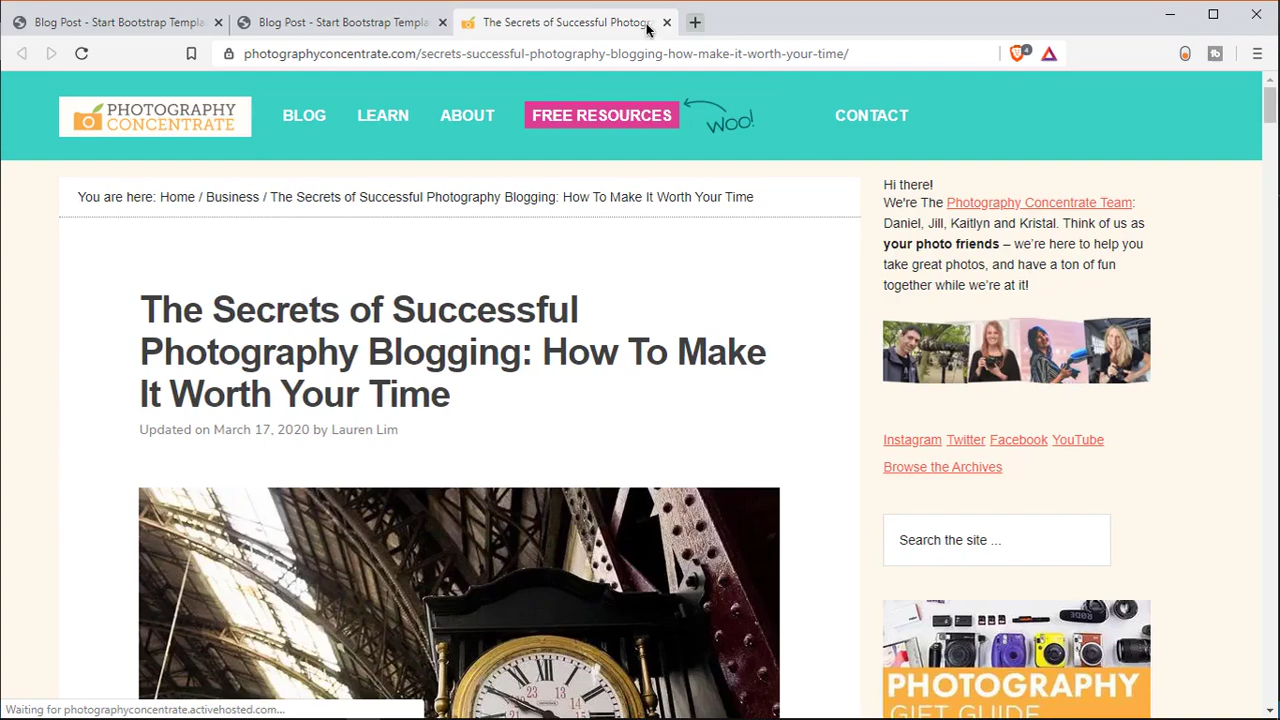 Blog Post - Start Bootstrap Templa
Blog Post - Start Bootstrap Templa
The Secrets of Successful Photogr
photographyconcentrate.com/secrets-successful-photography-blogging-how-make-it-worth-your-time/
4
PHOTOGRAPHY
CONCENTRATE
BLOG
LEARN
ABOUT
FREE RESOURCES
WOO!
CONTACT
You are here: Home / Business / The Secrets of Successful Photography Blogging: How To Make It Worth Your Time
The Secrets of Successful
Photography Blogging: How To Make
It Worth Your Time
Updated on March 17, 2020 by Lauren Lim
Hi there!
We're The Photography Concentrate Team:
Daniel, Jill, Kaitlyn and Kristal. Think of us as
your photo friends – we're here to help you
take great photos, and have a ton of fun
together while we're at it!
Instagram Twitter Facebook YouTube
Browse the Archives
Search the site ...
PHOTOGRAPHY
GIFT GUIDE
Waiting for photographyconcentrate.activehosted.com...